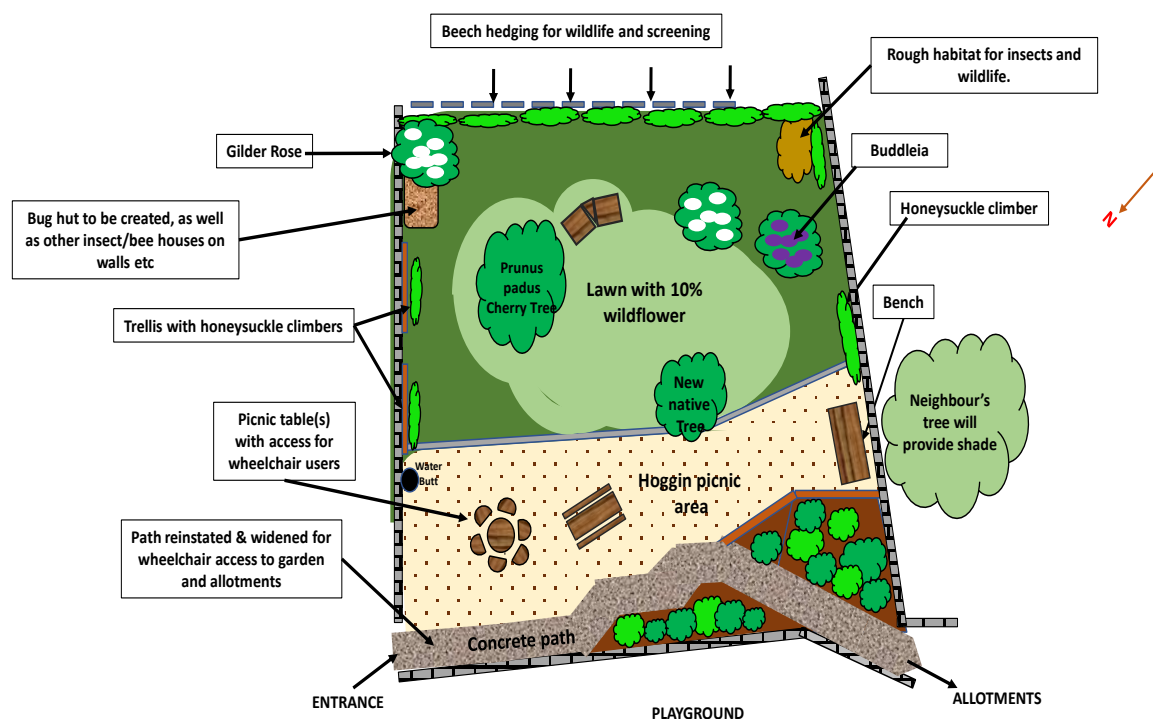 Beech hedging for wildlife and screening
Rough habitat for insects and
wildlife.
Gilder Rose
Buddleia
Bug hut to be created, as well
as other insect/bee houses on
walls etc
Honeysuckle climber
N
Prunus
padus
Cherry Tree
Lawn with 10%
wildflower
Bench
Trellis with honeysuckle climbers
New
native
Tree
Neighbour's
tree will
provide shade
Picnic table(s)
with access for
wheelchair users
Water
Butt
Hoggin picnic
area
Path reinstated & widened for
wheelchair access to garden
and allotments
Concrete path
ENTRANCE
ALLOTMENTS
PLAYGROUND